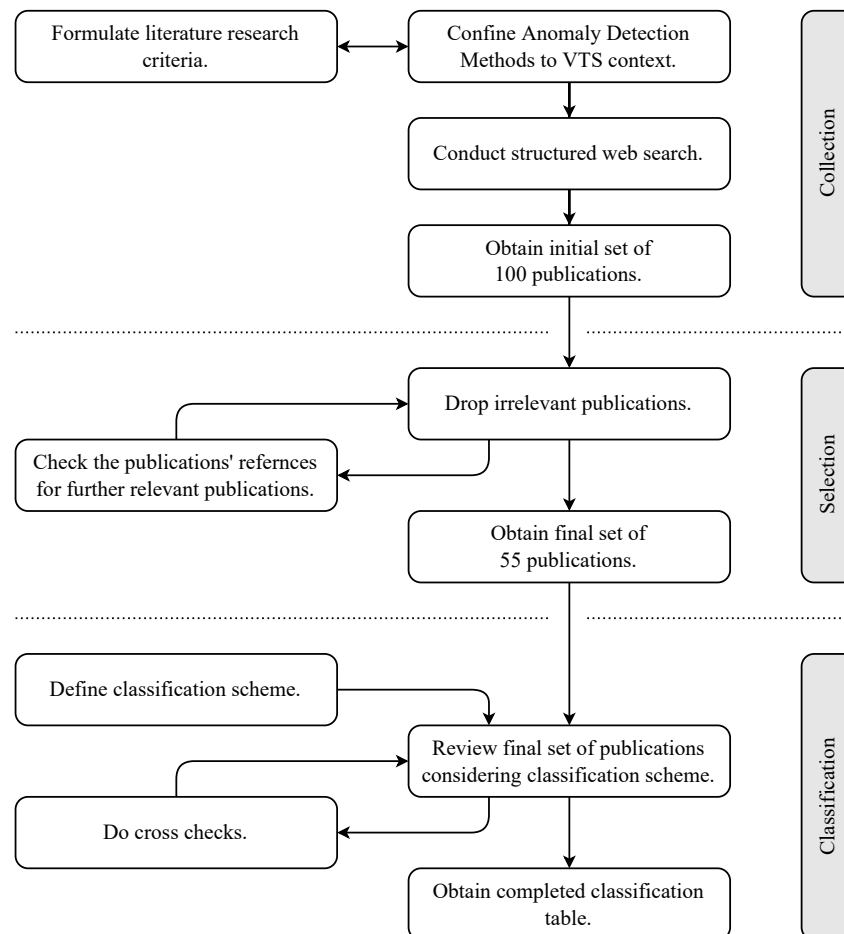 Formulate literature research
criteria.
Confine Anomaly Detection
Methods to VTS context.
Conduct structured web search.
Obtain initial set of
100 publications.
Collection
Drop irrelevant publications.
Check the publications' refernces
for further relevant publications.
Obtain final set of
55 publications.
Selection
Define classification scheme.
Review final set of publications
considering classification scheme.
Do cross checks.
Obtain completed classification
table.
Classification